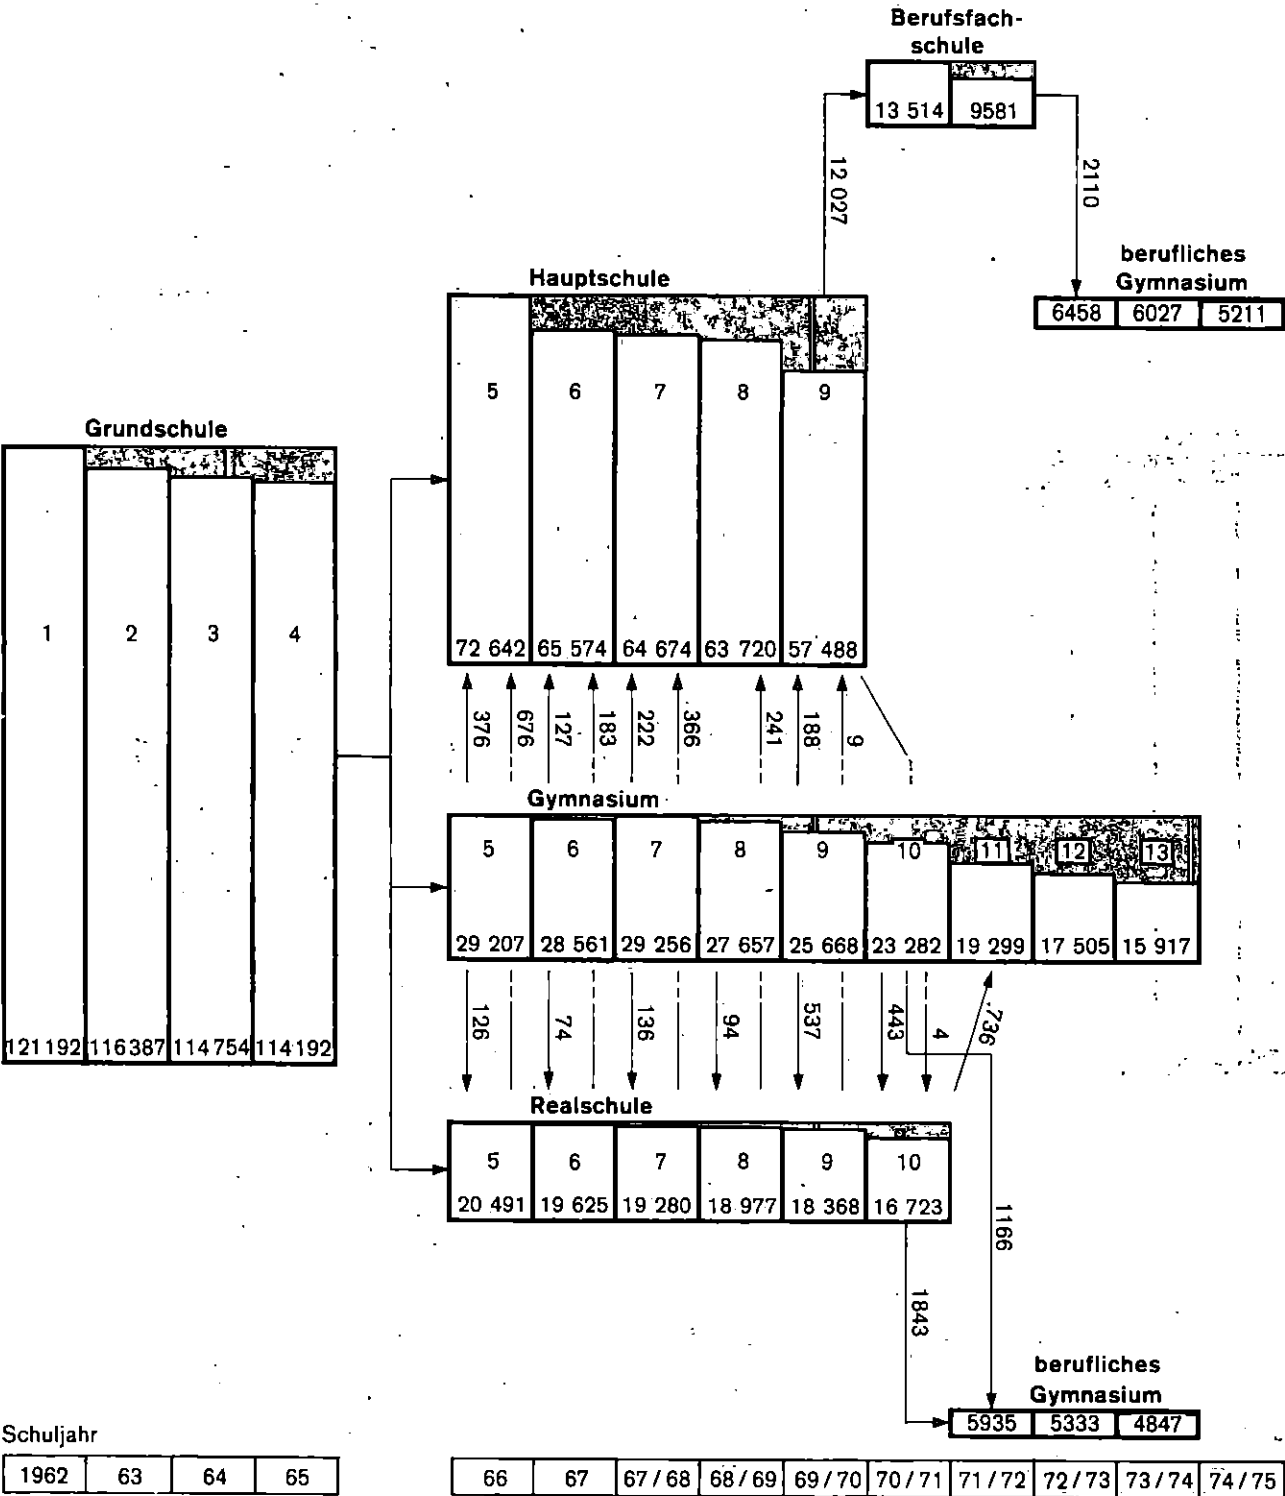 Berufsfach-
schule
13 514 9581
12 027
2110
berufliches
Gymnasium
6458 6027 5211
Hauptschule
5 6 7 8 9
72 642 65 574 64 674 63 720 57 488
Grundschule
1 2 3 4
121 192 116 387 114 754 114 192
376 676 127 183 222 366 241 188 9
Gymnasium
5 6 7 8 9 10 11 12 13
29 207 28 561 29 256 27 657 25 668 23 282 19 299 17 505 15 917
126 74 136 94 537 443 4 736
Realschule
5 6 7 8 9 10
20 491 19 625 19 280 18 977 18 368 16 723
1166
1843
berufliches
Gymnasium
5935 5333 4847
Schuljahr
1962 63 64 65 66 67 67/68 68/69 69/70 70/71 71/72 72/73 73/74 74/75